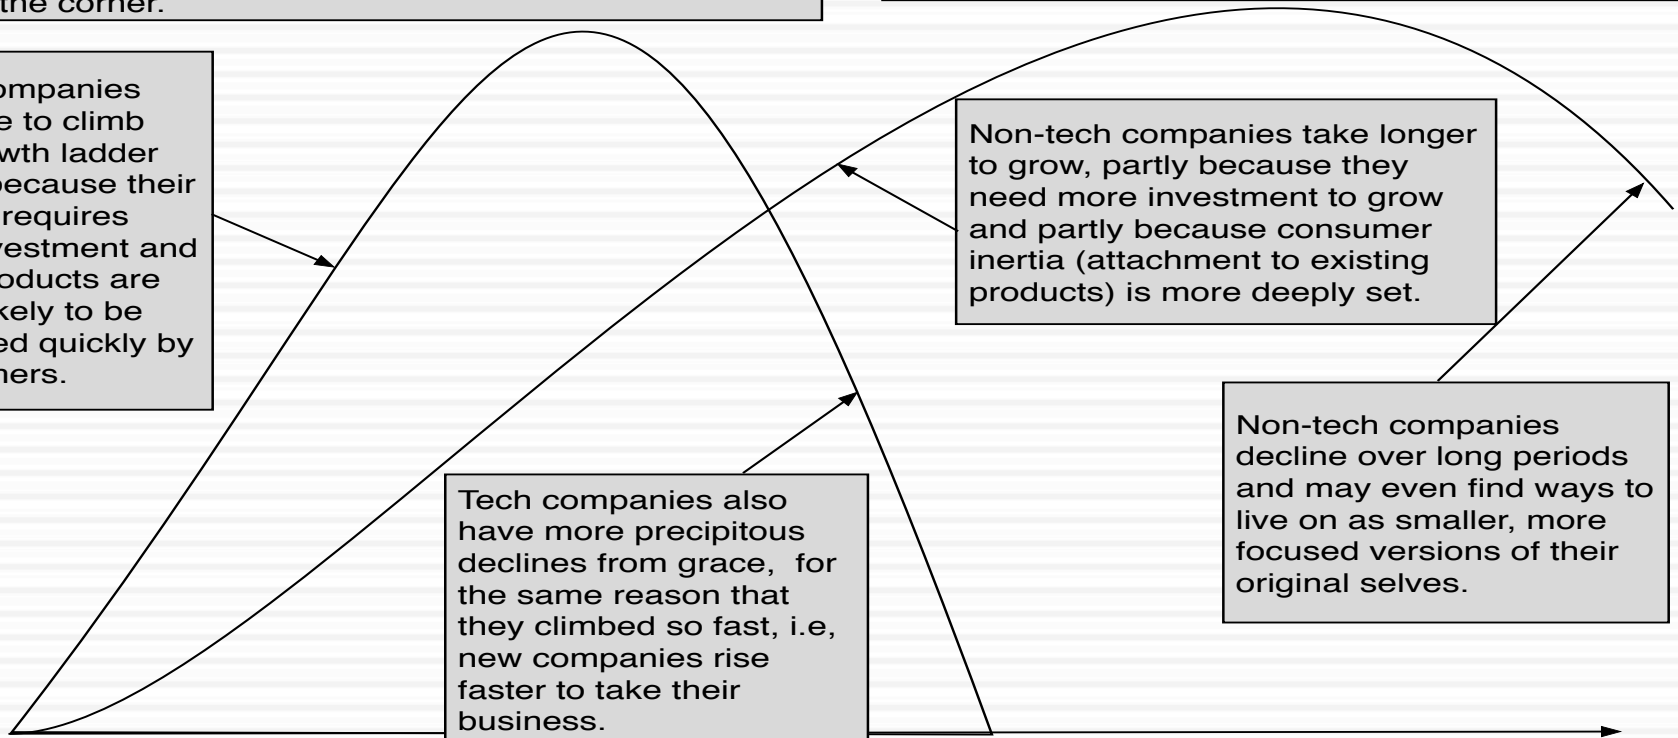 the corner.
ompanies
e to climb
wth ladder
because their
requires
vestment and
oducts are
kely to be
ed quickly by
ners.
Non-tech companies take longer
to grow, partly because they
need more investment to grow
and partly because consumer
inertia (attachment to existing
products) is more deeply set.
Non-tech companies
decline over long periods
and may even find ways to
live on as smaller, more
focused versions of their
original selves.
Tech companies also
have more precipitous
declines from grace,  for
the same reason that
they climbed so fast, i.e,
new companies rise
faster to take their
business.